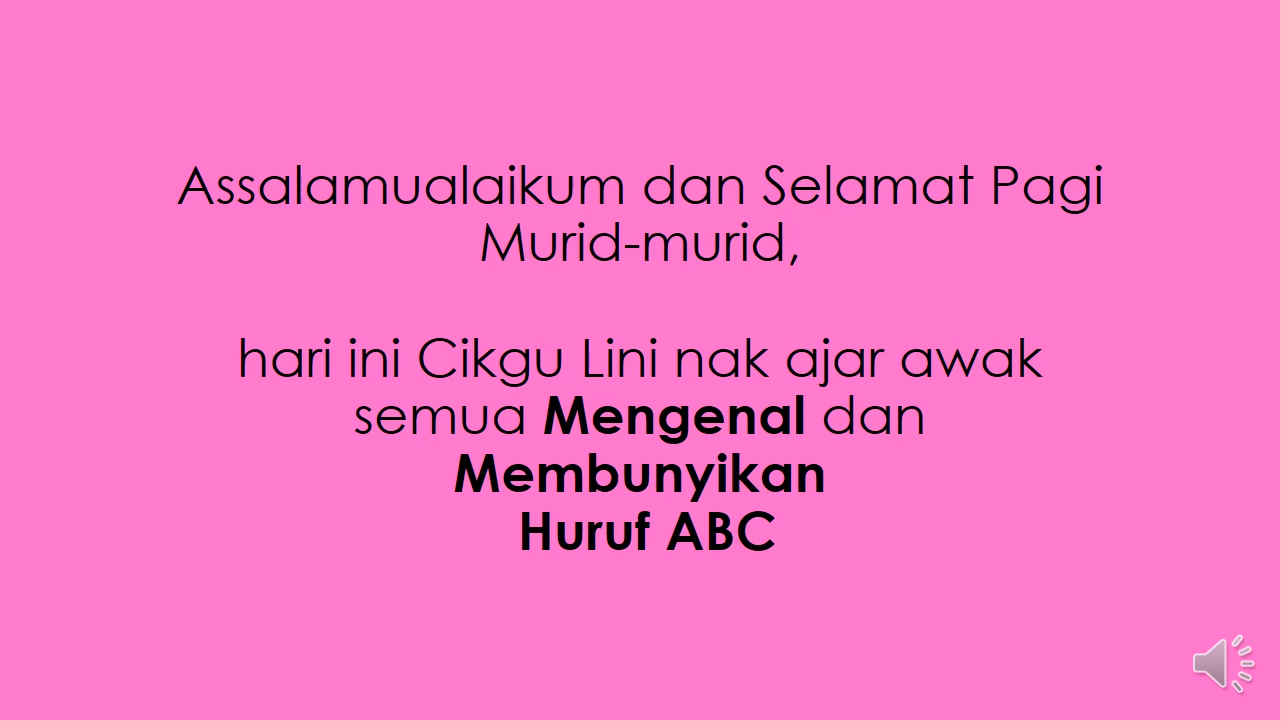 Assalamualaikum dan Selamat Pagi
Murid-murid,
hari ini Cikgu Lini nak ajar awak
semua Mengenal dan
Membunyikan
Huruf ABC